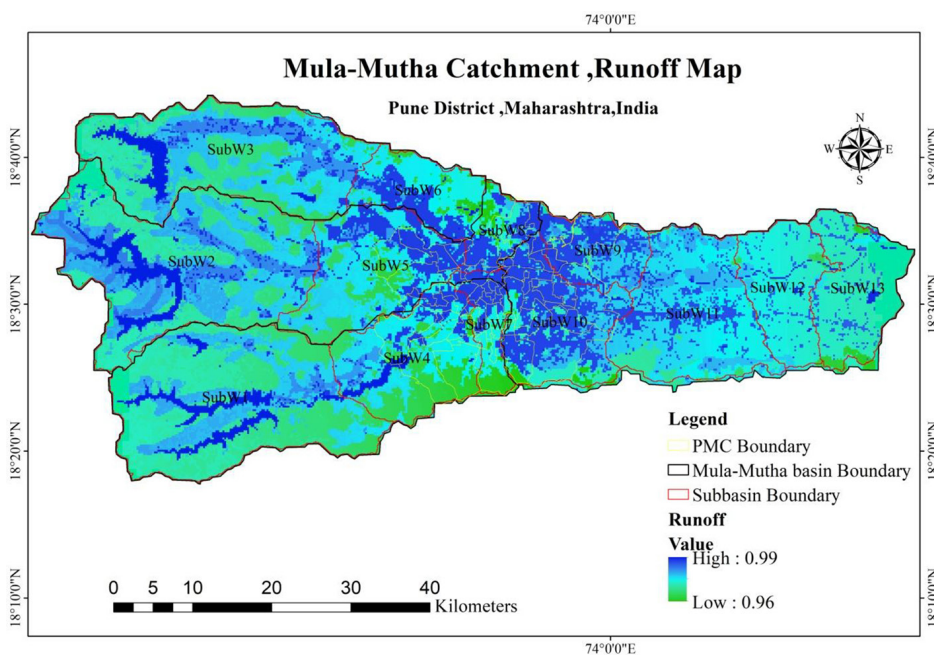 74°0'0"E
Mula-Mutha Catchment ,Runoff Map
Pune District ,Maharashtra,India
N
W
E
S
18°40'0"N
SubW3
SubW6
SubW8
SubW9
SubW2
SubW5
SubW12
SubW13
18°30'0"N
SubW7
SubW10
SubW11
SubW4
SubW1
18°20'0"N
Legend
PMC Boundary
Mula-Mutha basin Boundary
Subbasin Boundary
Runoff
Value
High : 0.99
Low : 0.96
0 5 10 20 30 40
Kilometers
18°10'0"N
74°0'0"E